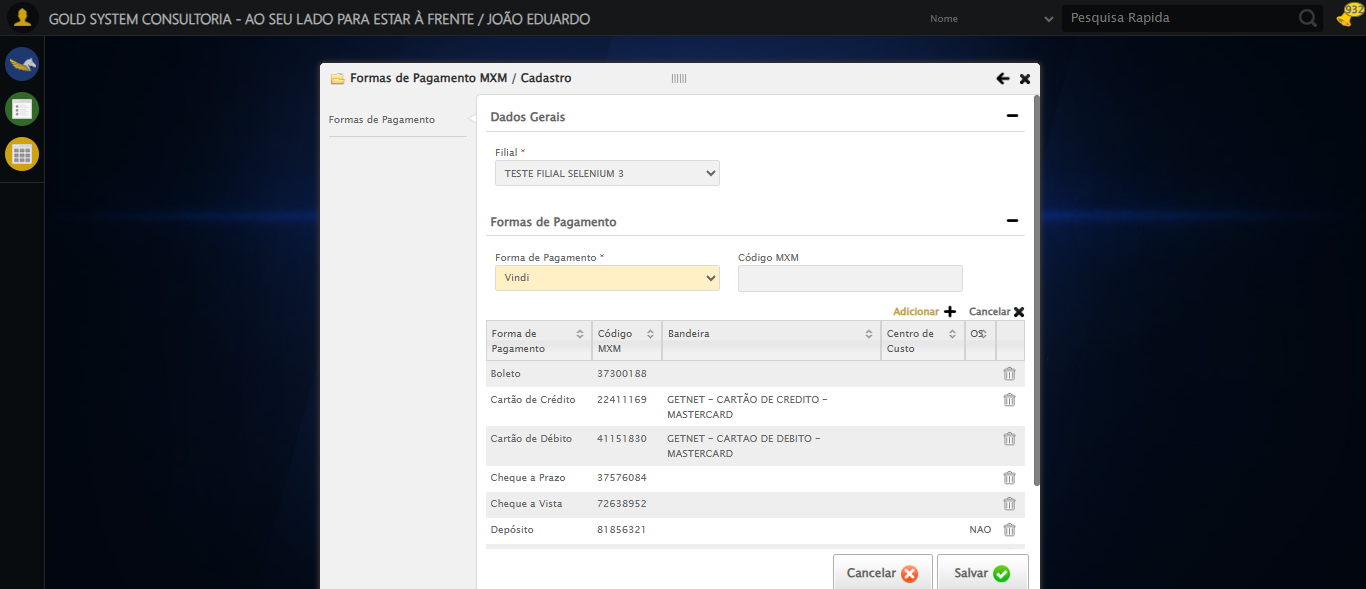 GOLD SYSTEM CONSULTORIA - AO SEU LADO PARA ESTAR À FRENTE / JOÃO EDUARDO
Nome
Pesquisa Rapida
932
Formas de Pagamento MXM / Cadastro
Formas de Pagamento
Dados Gerais
Filial *
TESTE FILIAL SELENIUM 3
Formas de Pagamento
Forma de Pagamento * Código MXM
Vindi
Adicionar Cancelar
Forma de Pagamento Código MXM Bandeira Centro de Custo OS
Boleto 37300188
Cartão de Crédito 22411169 GETNET - CARTÃO DE CREDITO - MASTERCARD
Cartão de Débito 41151830 GETNET - CARTAO DE DEBITO - MASTERCARD
Cheque a Prazo 37576084
Cheque a Vista 72638952
Depósito 81856321 NAO
Cancelar Salvar